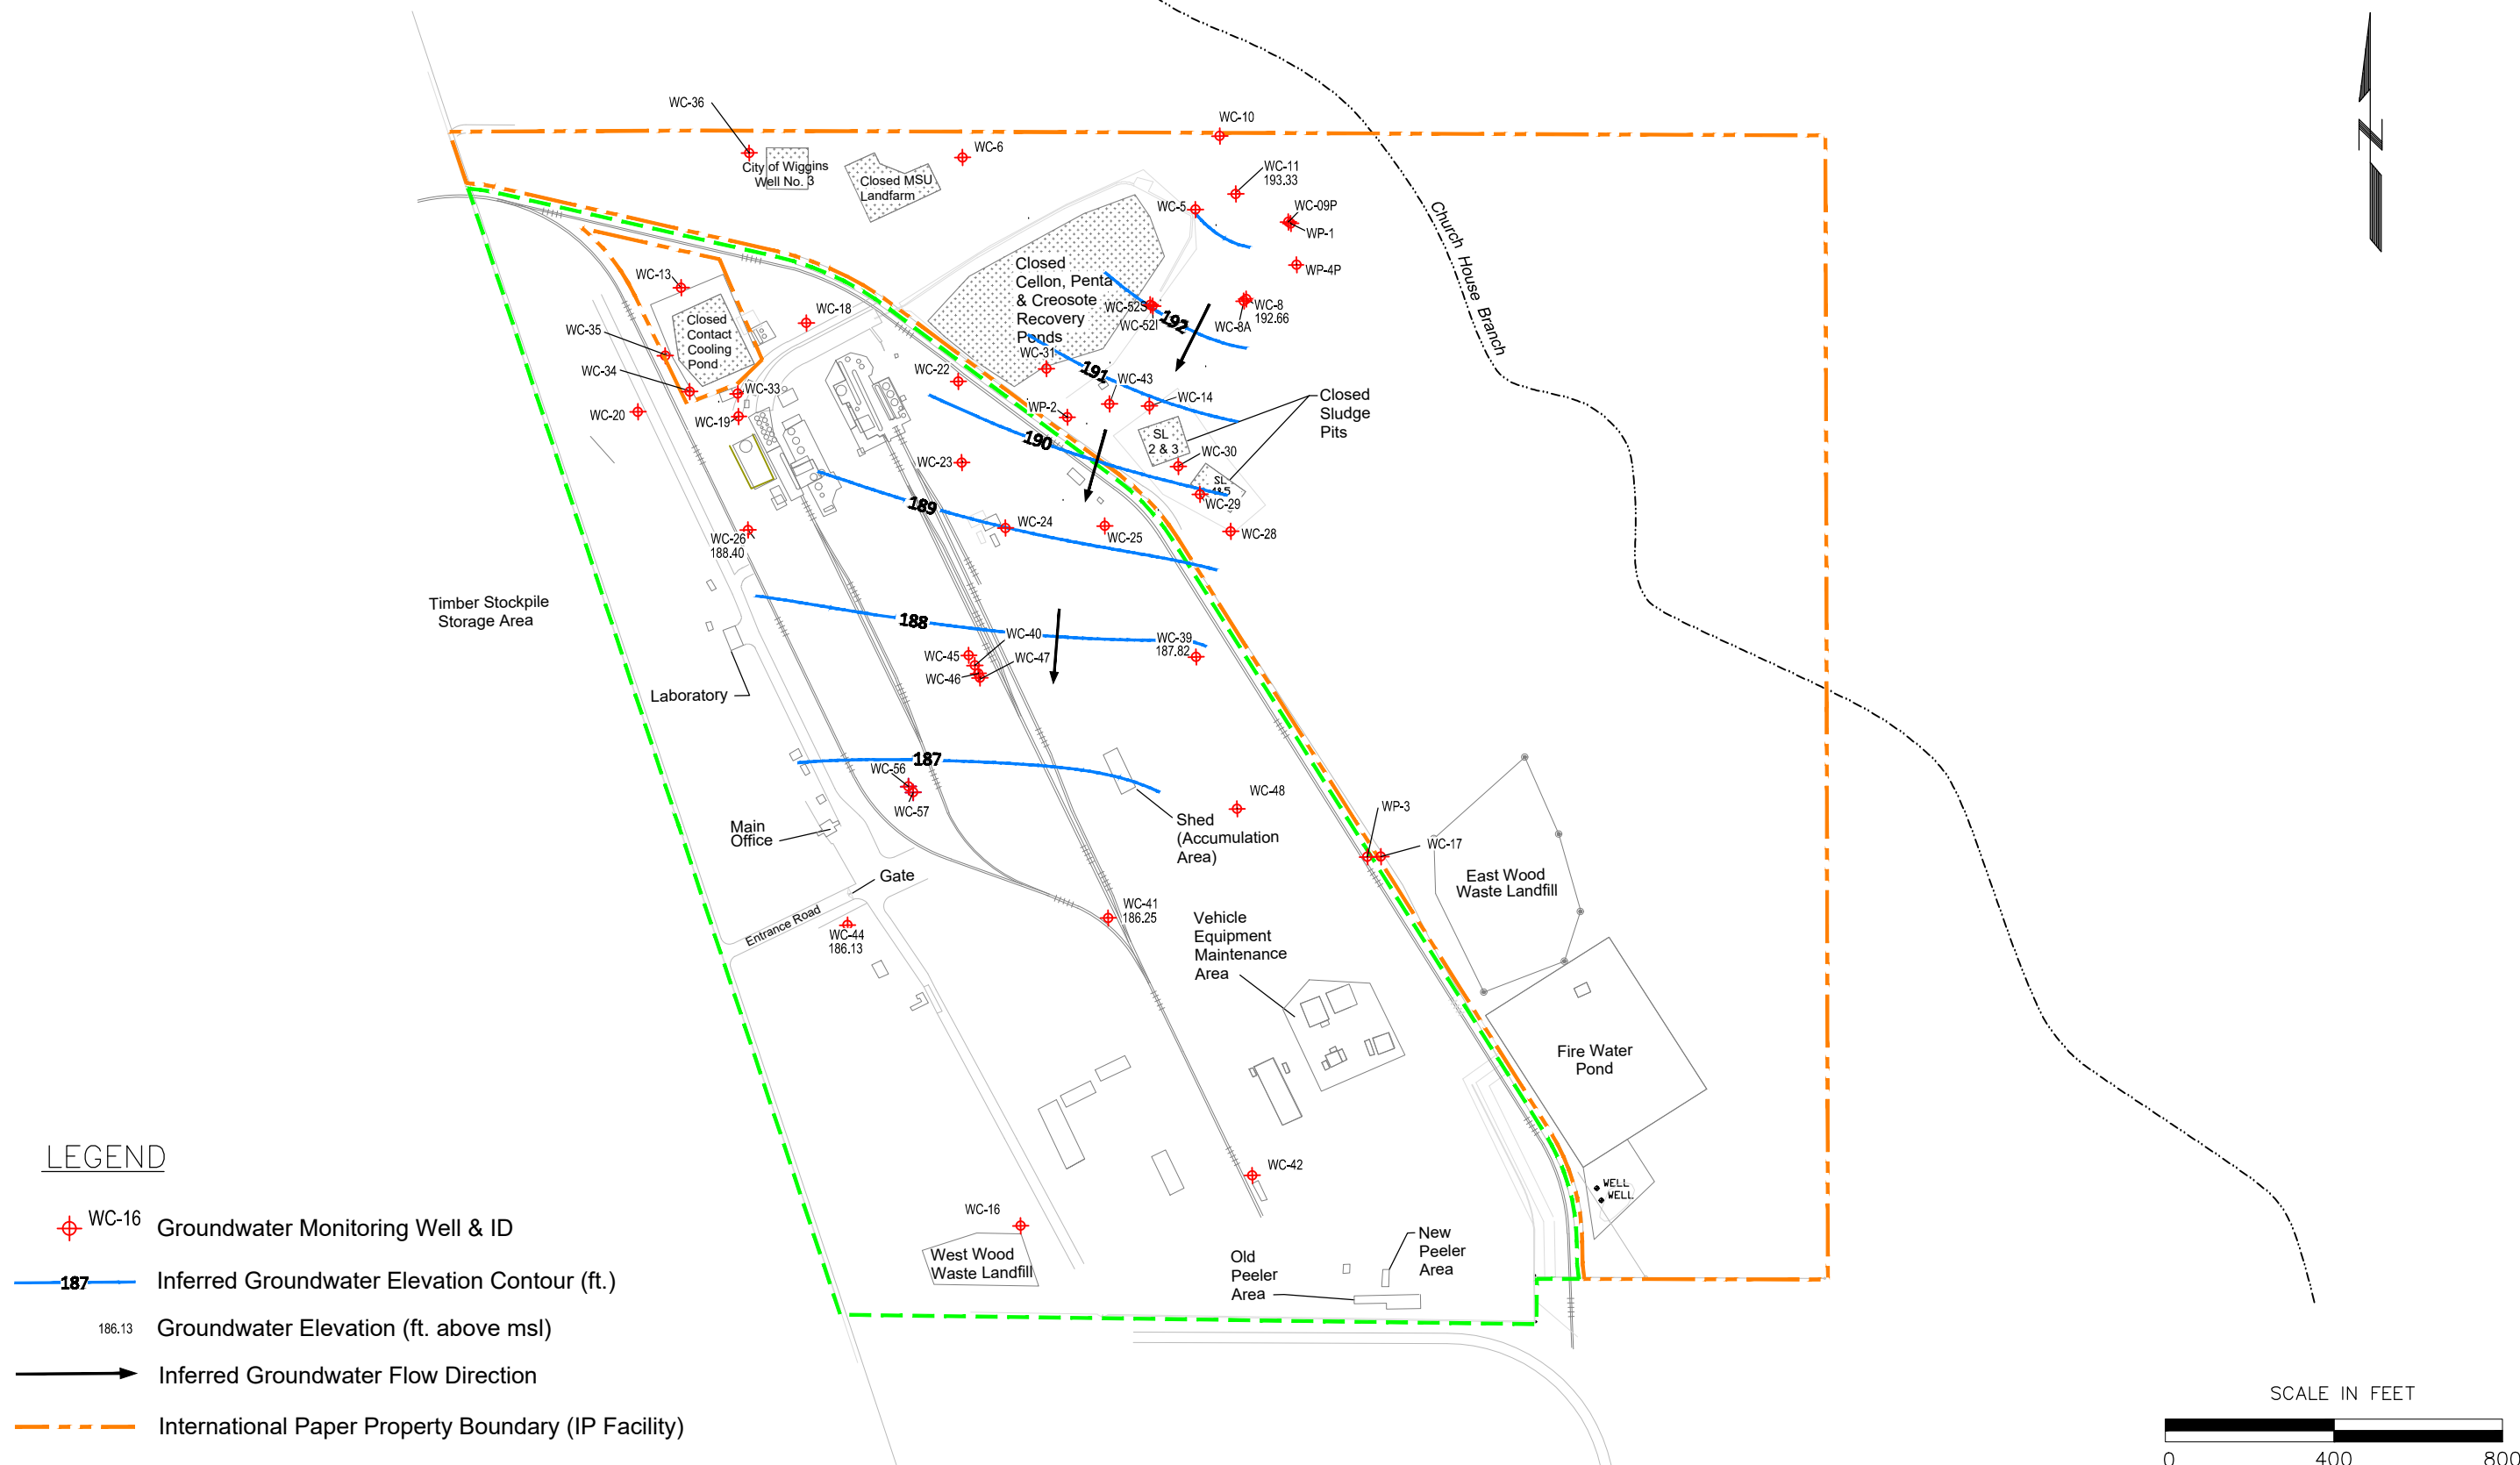 WC-36
WC-10
WC-6
City of Wiggins
Well No. 3
Closed MSU
Landfarm
WC-11
193.33
WC-5
WC-09P
WP-1
WP-4P
Church House Branch
WC-13
Closed
Cellon, Penta
& Creosote
Recovery
Ponds
WC-52S
WC-52I
192
WC-8
192.66
WC-8A
WC-18
WC-35
Closed
Contact
Cooling
Pond
WC-34
WC-33
WC-20
WC-19
WC-31
191
WC-22
WC-43
WC-14
WP-2
Closed
Sludge
Pits
SL
2 & 3
190
WC-30
SL
4&5
WC-29
WC-23
189
WC-24
WC-25
WC-28
WC-26
188.40
Timber Stockpile
Storage Area
188
WC-40
WC-39
187.82
WC-45
WC-47
WC-46
Laboratory
187
WC-56
WC-57
WC-48
WP-3
Main
Office
Shed
(Accumulation
Area)
WC-17
East Wood
Waste Landfill
Gate
Entrance Road
WC-41
186.25
WC-44
186.13
Vehicle
Equipment
Maintenance
Area
Fire Water
Pond
WC-42
WELL
WELL
WC-16
West Wood
Waste Landfill
Old
Peeler
Area
New
Peeler
Area
N
LEGEND
WC-16 Groundwater Monitoring Well & ID
187 Inferred Groundwater Elevation Contour (ft.)
186.13 Groundwater Elevation (ft. above msl)
Inferred Groundwater Flow Direction
International Paper Property Boundary (IP Facility)
SCALE IN FEET
0 400 800